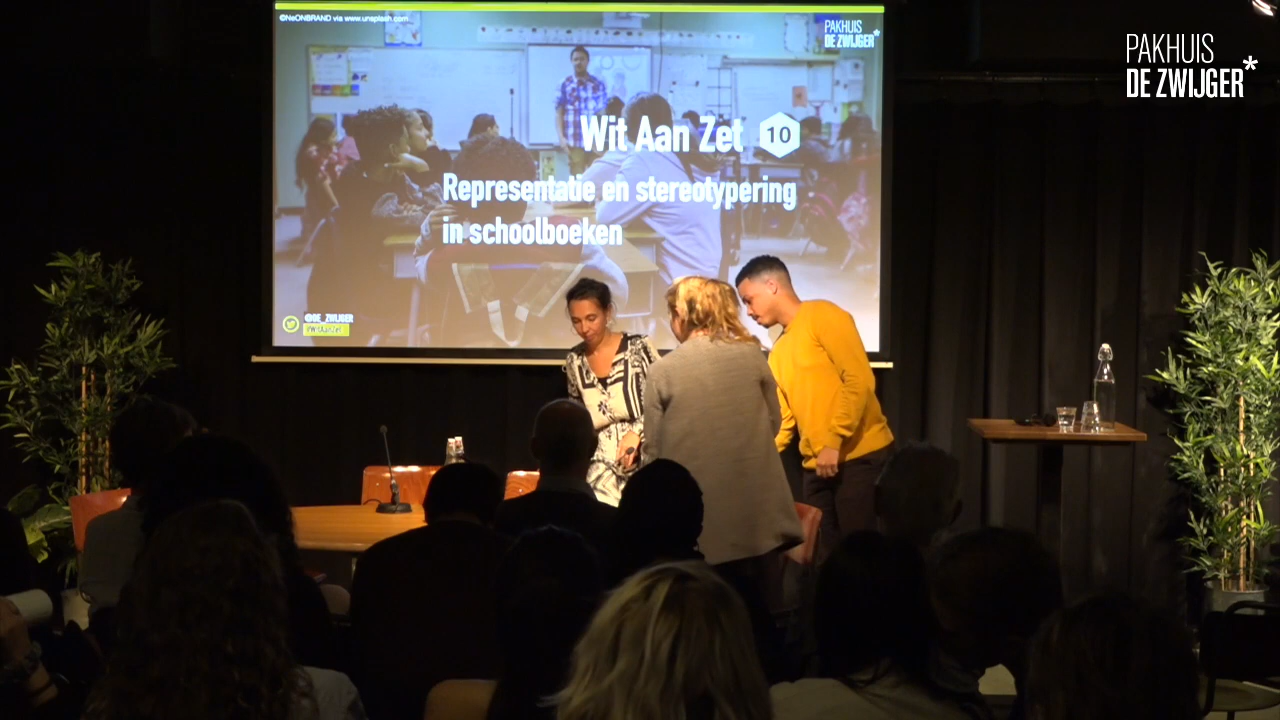 ©NeONBRAND via www.unsplash.com
PAKHUIS
DE ZWIJGER*
PAKHUIS
DE ZWIJGER*
Wit Aan Zet 10
Representatie en stereotypering
in schoolboeken
@DE_ZWIJGER
#WitAanZet